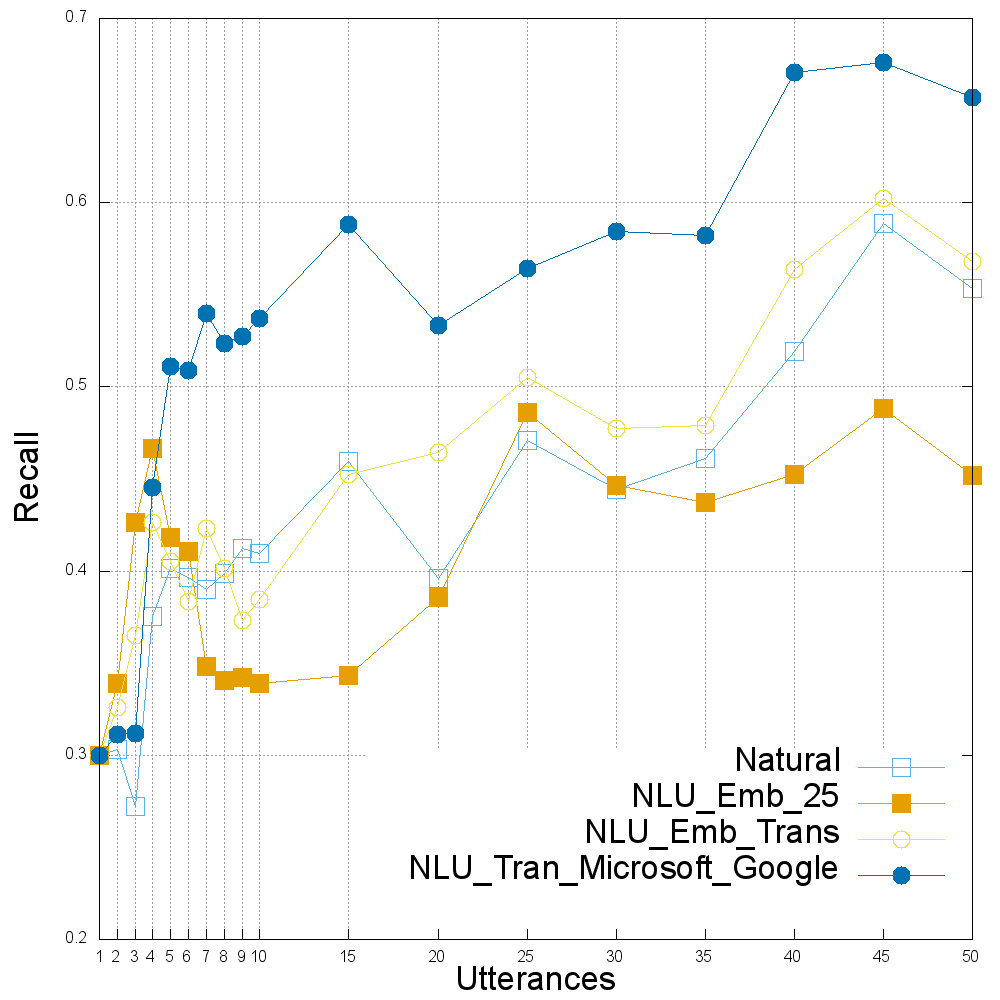 0.7
0.6
0.5
0.4
0.3
0.2
Recall
Natural
NLU_Emb_25
NLU_Emb_Trans
NLU_Tran_Microsoft_Google
1 2 3 4 5 6 7 8 9 10 15 20 25 30 35 40 45 50
Utterances